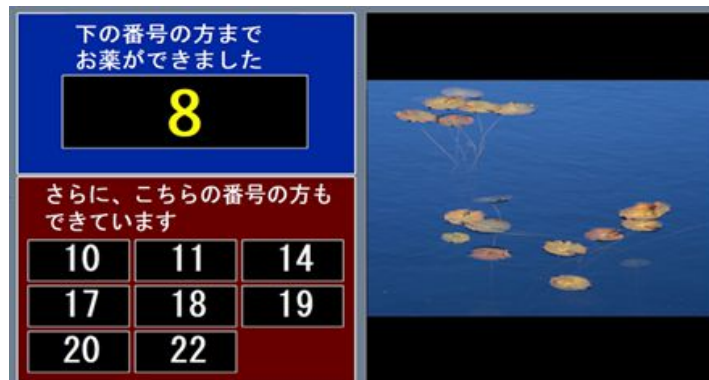 下の番号の方まで
お薬ができました
8
さらに、こちらの番号の方も
できています
10 11 14
17 18 19
20 22